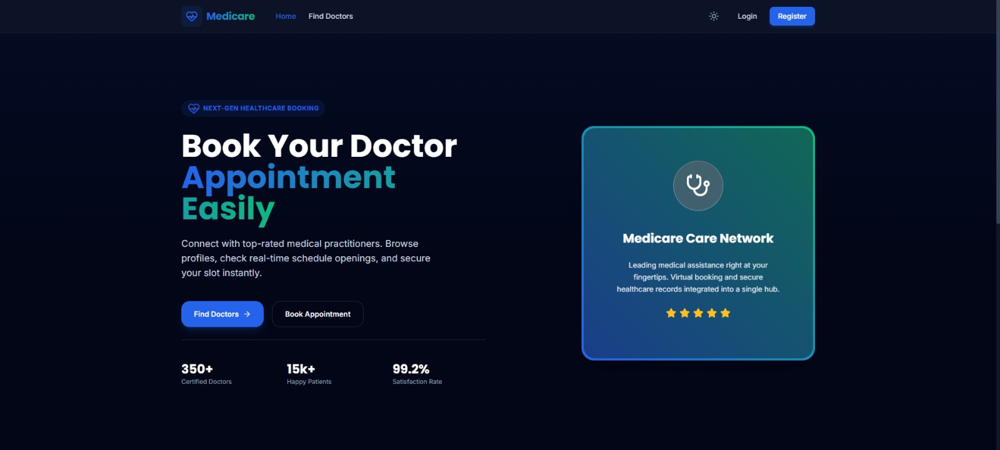 Medicare
Home
Find Doctors
Login
Register
NEXT-GEN HEALTHCARE BOOKING
Book Your Doctor
Appointment
Easily
Connect with top-rated medical practitioners. Browse
profiles, check real-time schedule openings, and secure
your slot instantly.
Find Doctors
Book Appointment
350+
Certified Doctors
15k+
Happy Patients
99.2%
Satisfaction Rate
Medicare Care Network
Leading medical assistance right at your
fingertips. Virtual booking and secure
healthcare records integrated into a single hub.